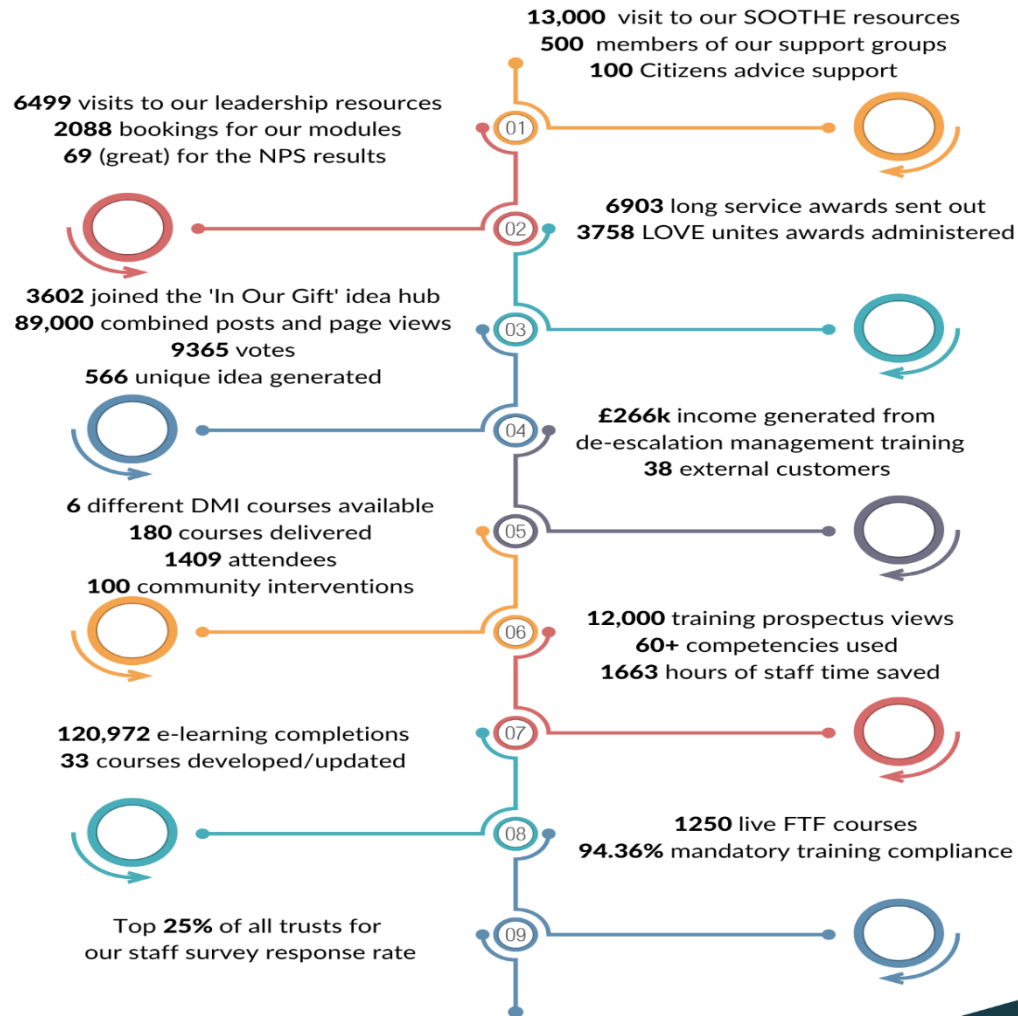 13,000 visit to our SOOTHE resources
500 members of our support groups
100 Citizens advice support
01
6499 visits to our leadership resources
2088 bookings for our modules
69 (great) for the NPS results
02
6903 long service awards sent out
3758 LOVE unites awards administered
03
3602 joined the 'In Our Gift' idea hub
89,000 combined posts and page views
9365 votes
566 unique idea generated
04
£266k income generated from
de-escalation management training
38 external customers
05
6 different DMI courses available
180 courses delivered
1409 attendees
100 community interventions
06
12,000 training prospectus views
60+ competencies used
1663 hours of staff time saved
07
120,972 e-learning completions
33 courses developed/updated
08
1250 live FTF courses
94.36% mandatory training compliance
09
Top 25% of all trusts for
our staff survey response rate